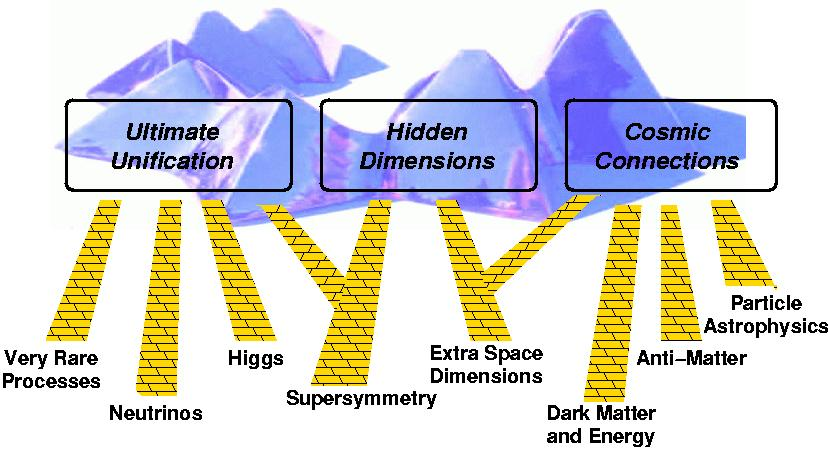 Ultimate
Unification
Hidden
Dimensions
Cosmic
Connections
Very Rare
Processes
Neutrinos
Higgs
Supersymmetry
Extra Space
Dimensions
Dark Matter
and Energy
Anti−Matter
Particle
Astrophysics